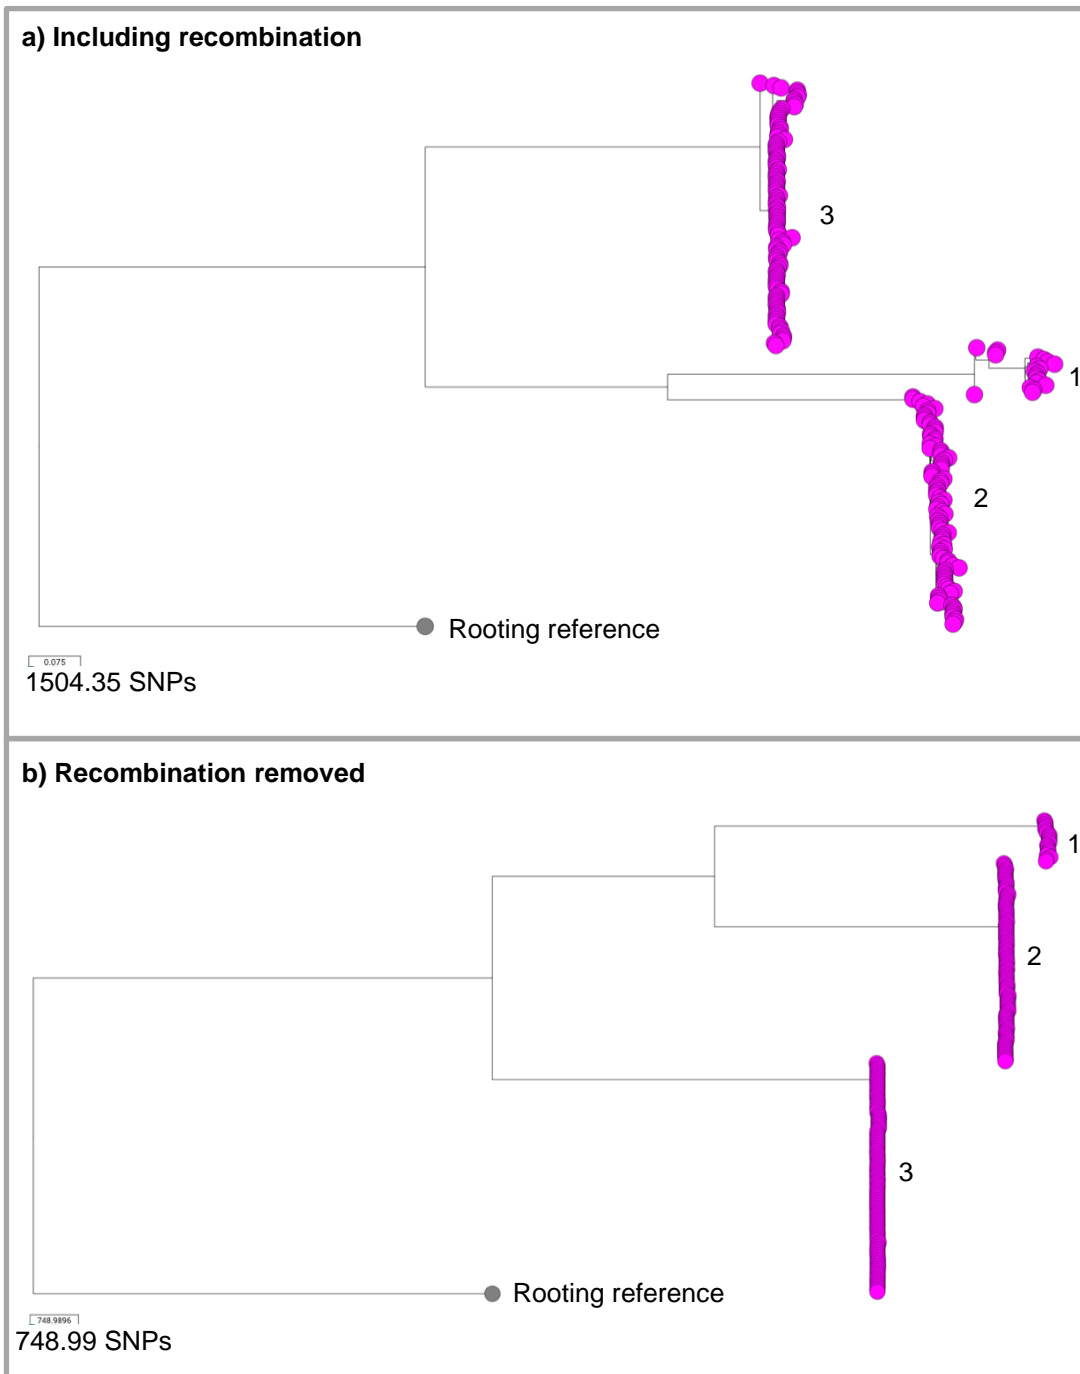 a) Including recombination
3
1
2
Rooting reference
0.075
1504.35 SNPs
b) Recombination removed
1
2
3
Rooting reference
748.9896
748.99 SNPs